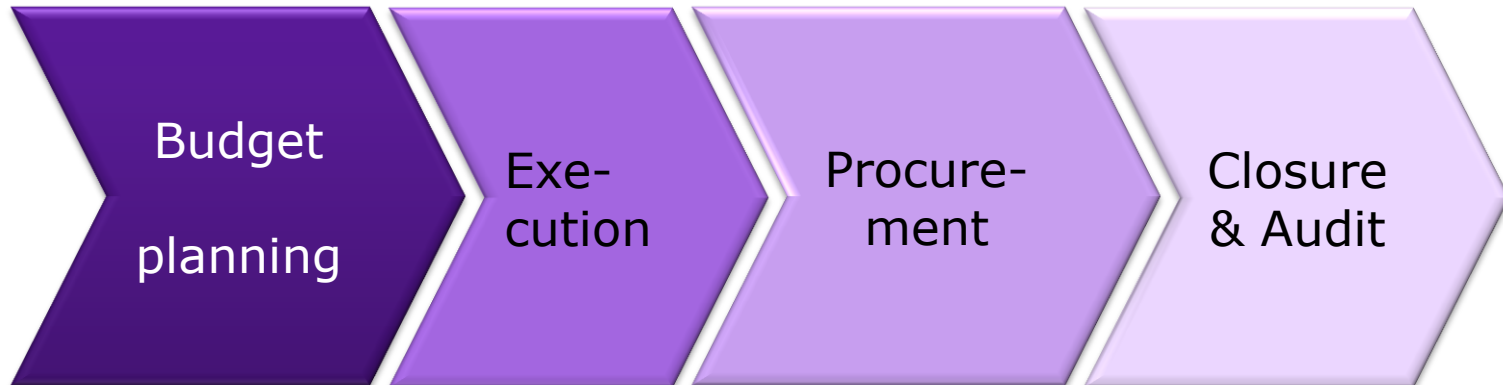 Budget
planning
Exe-
cution
Procure-
ment
Closure
& Audit